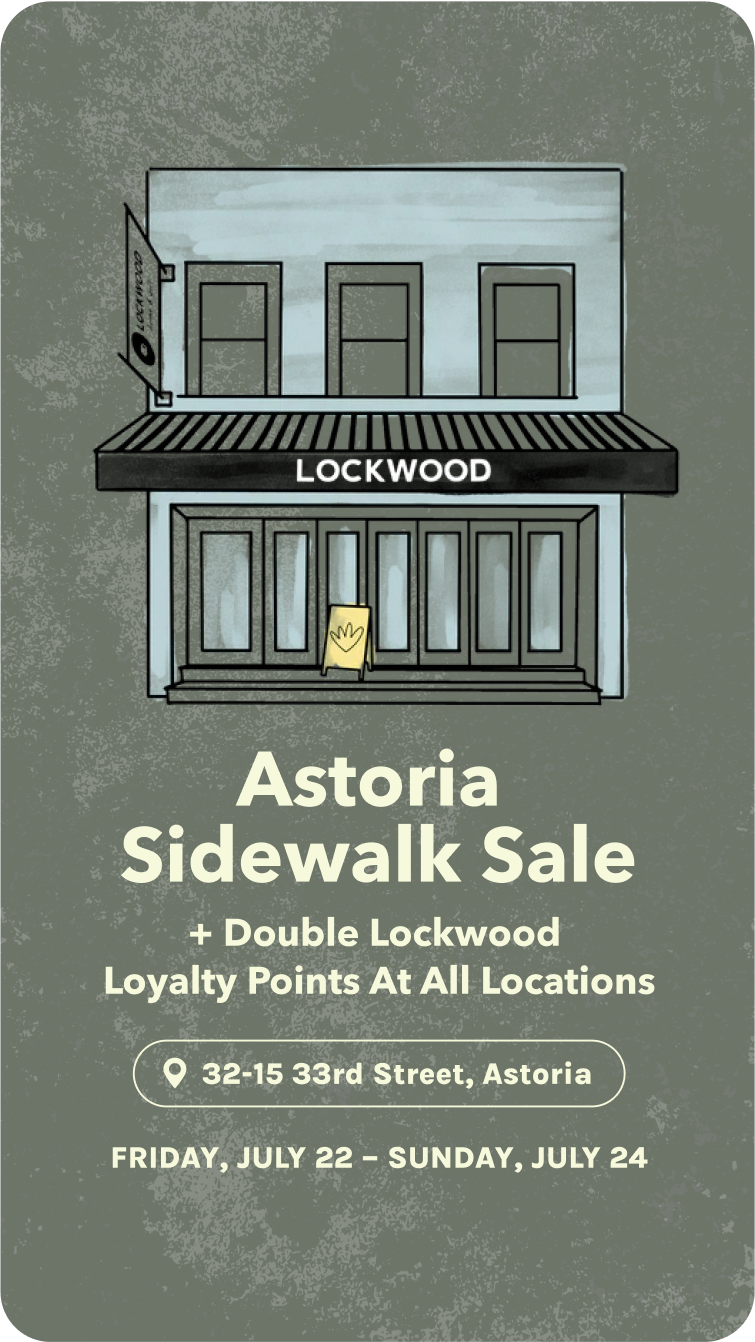 LOCKWOOD
LOCKWOOD
Astoria
Sidewalk Sale
+ Double Lockwood
Loyalty Points At All Locations
32-15 33rd Street, Astoria
FRIDAY, JULY 22 – SUNDAY, JULY 24